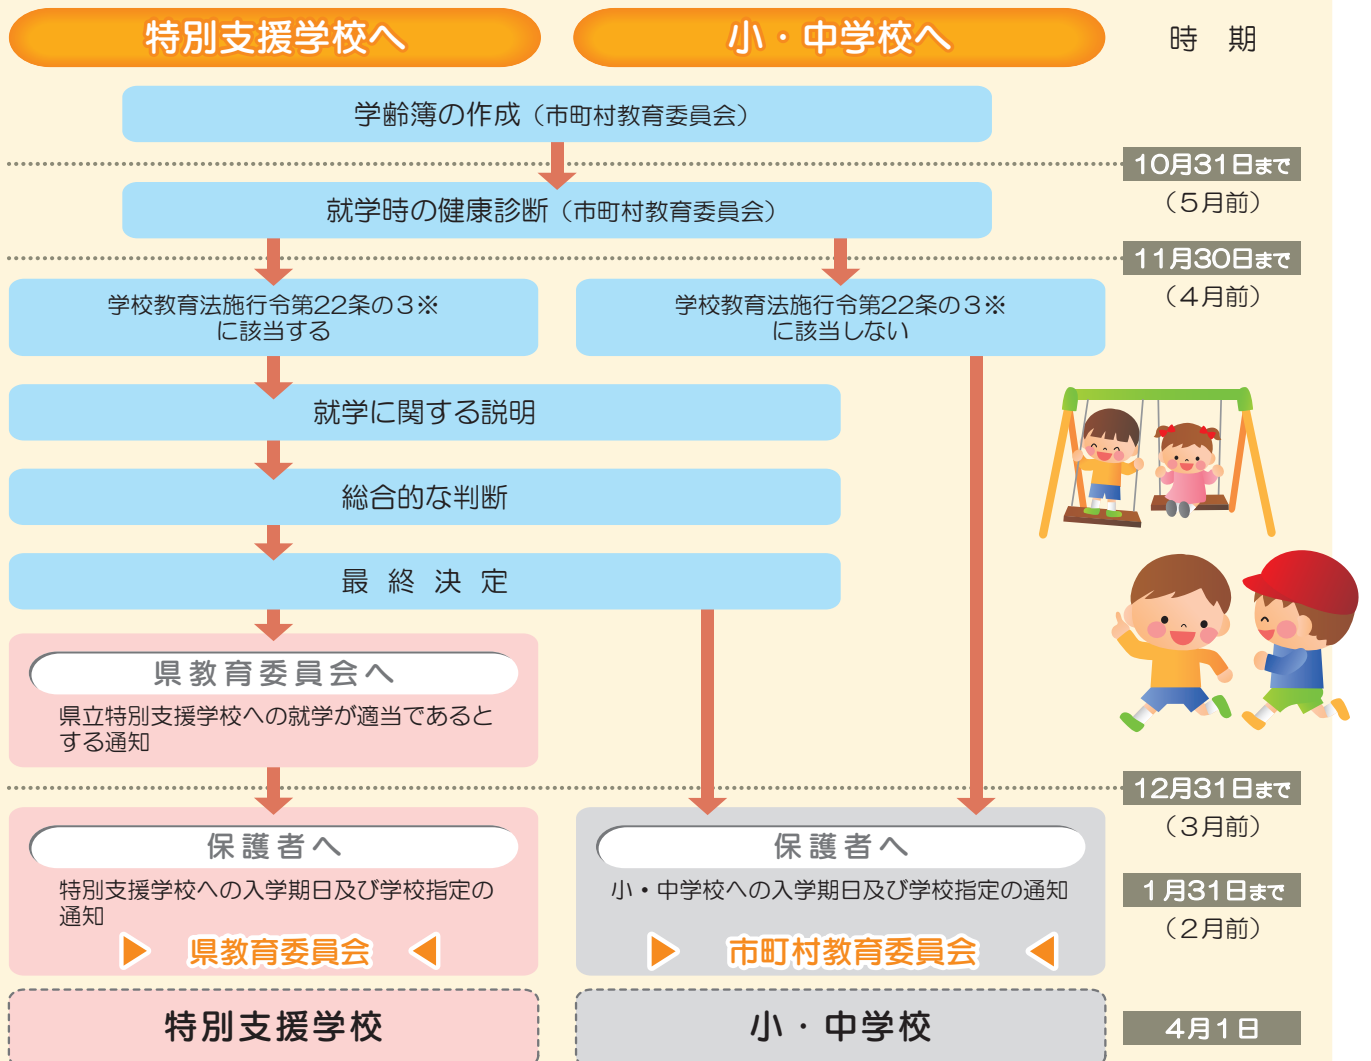 特別支援学校へ
小・中学校へ
時 期
学齢簿の作成（市町村教育委員会）
10月31日まで
（5月前）
就学時の健康診断（市町村教育委員会）
11月30日まで
（4月前）
学校教育法施行令第22条の3※
に該当する
学校教育法施行令第22条の3※
に該当しない
就学に関する説明
総合的な判断
最 終 決 定
県教育委員会へ
県立特別支援学校への就学が適当であると
する通知
12月31日まで
（3月前）
保護者へ
特別支援学校への入学期日及び学校指定の
通知
県教育委員会
保護者へ
小・中学校への入学期日及び学校指定の通知
市町村教育委員会
1月31日まで
（2月前）
特別支援学校
小・中学校
4月1日